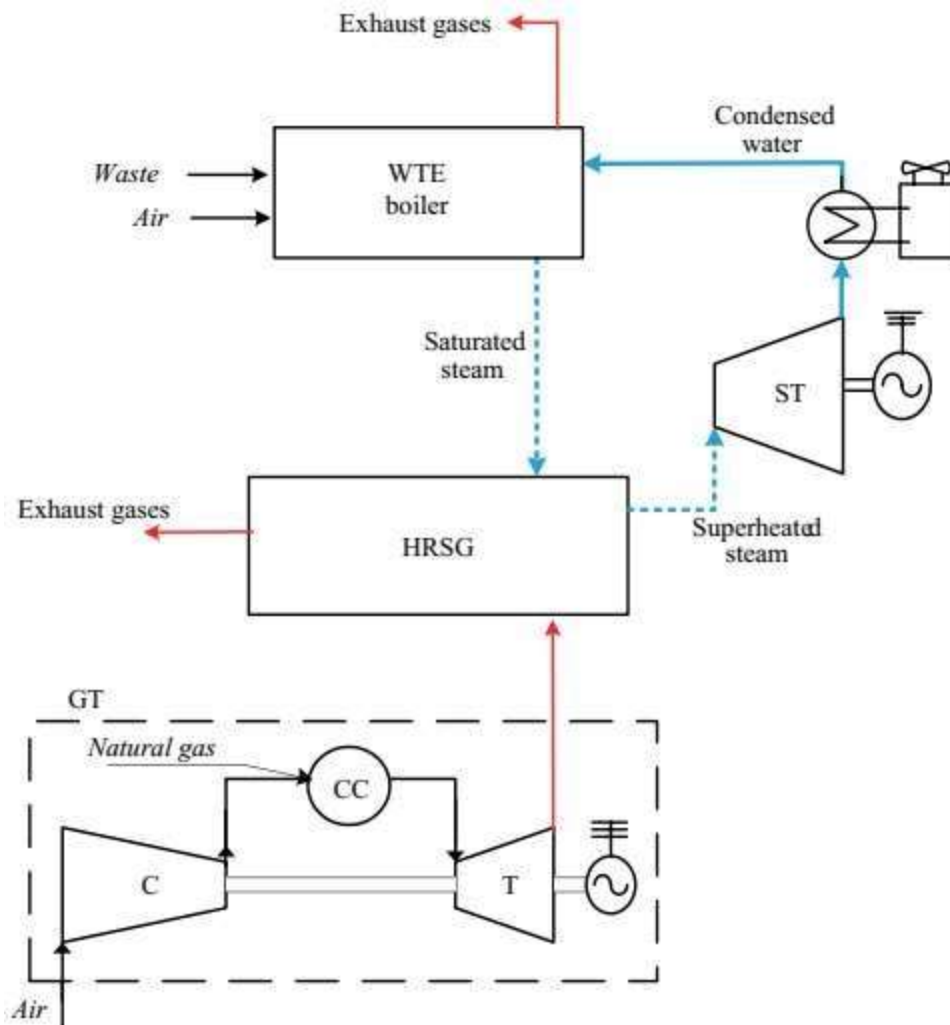 Exhaust gases
Condensed
water
Waste
WTE
boiler
Air
Saturated
steam
ST
Exhaust gases
HRSG
Superheated
steam
GT
Natural gas
CC
C
T
Air